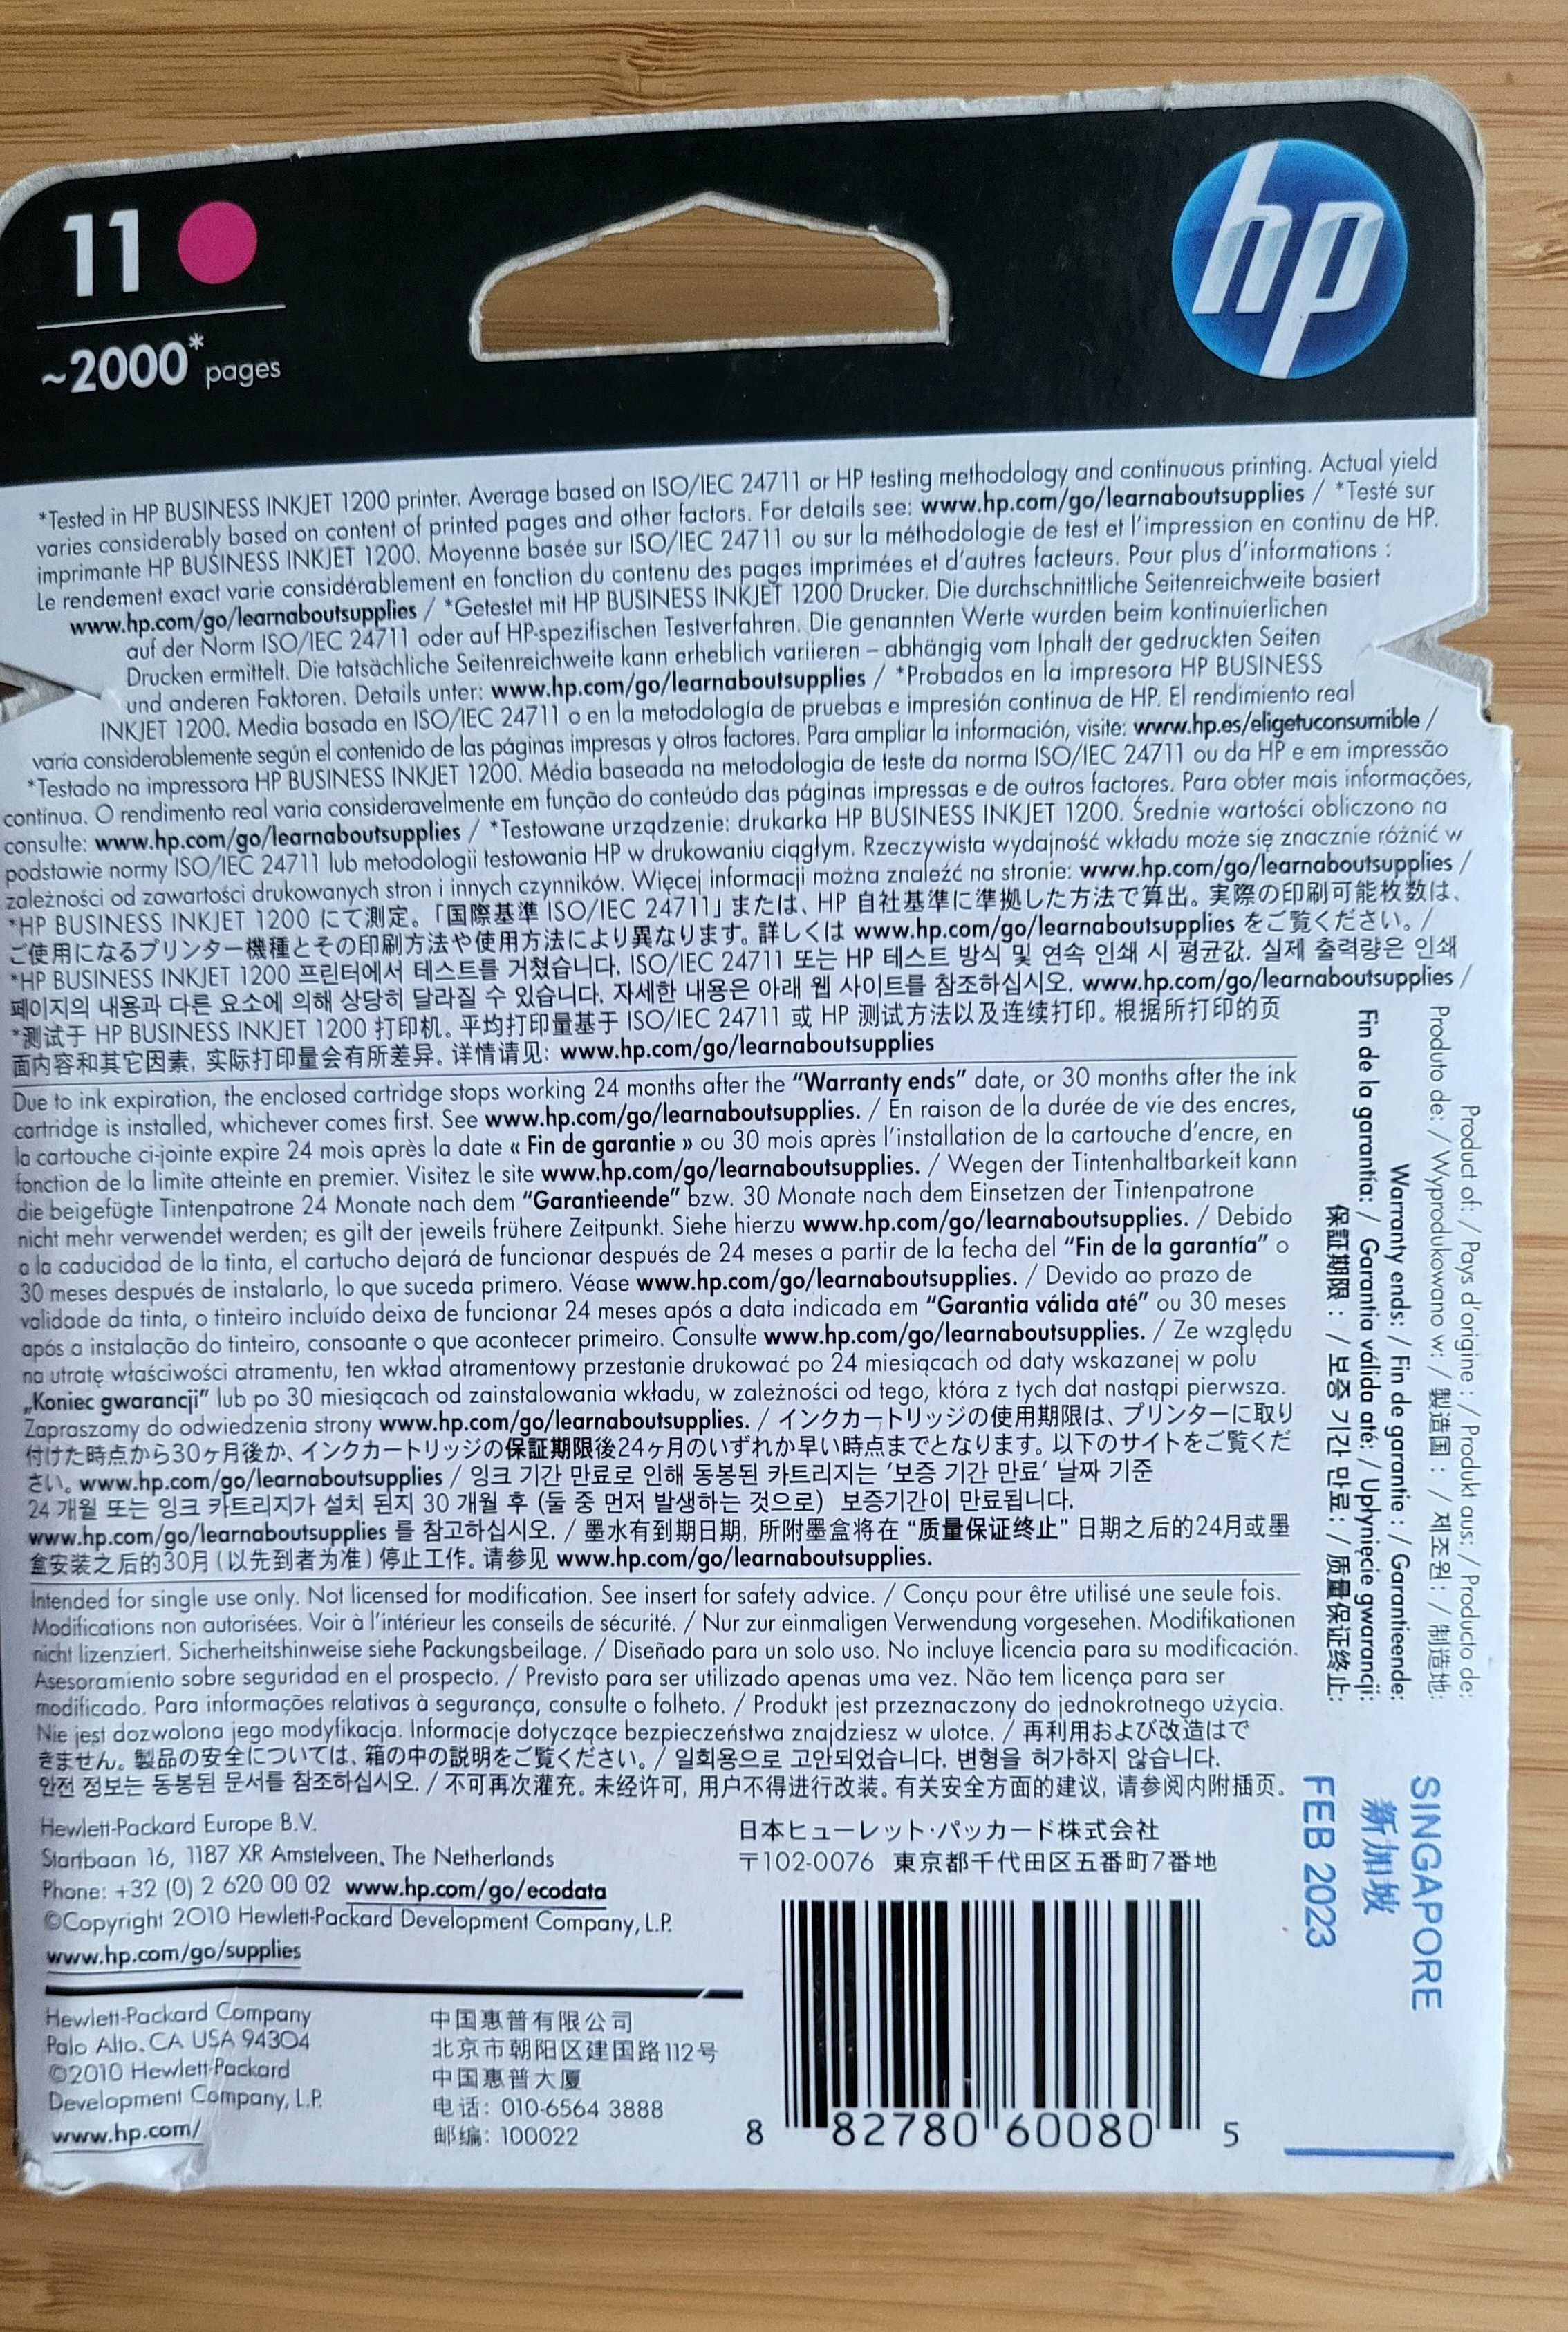 11
hp
~2000* pages
*Tested in HP BUSINESS INKJET 1200 printer. Average based on ISO/IEC 24711 or HP testing methodology and continuous printing. Actual yield
varies considerably based on content of printed pages and other factors. For details see: www.hp.com/go/learnaboutsupplies / *Testé sur
imprimante HP BUSINESS INKJET 1200. Moyenne basée sur ISO/IEC 24711 ou sur la méthodologie de test et l'impression en continu de HP.
Le rendement exact varie considérablement en fonction du contenu des pages imprimées et d'autres facteurs. Pour plus d'informations :
www.hp.com/go/learnaboutsupplies / *Getestet mit HP BUSINESS INKJET 1200 Drucker. Die durchschnittliche Seitenreichweite basiert
auf der Norm ISO/IEC 24711 oder auf HP-spezifischen Testverfahren. Die genannten Werte wurden beim kontinuierlichen
Drucken ermittelt. Die tatsächliche Seitenreichweite kann erheblich variieren – abhängig vom Inhalt der gedruckten Seiten
und anderen Faktoren. Details unter: www.hp.com/go/learnaboutsupplies / *Probados en la impresora HP BUSINESS
INKJET 1200. Media basada en ISO/IEC 24711 o en la metodología de pruebas e impresión continua de HP. El rendimiento real
varía considerablemente según el contenido de las páginas impresas y otros factores. Para ampliar la información, visite: www.hp.es/eligetuconsumible /
*Testado na impressora HP BUSINESS INKJET 1200. Média baseada na metodologia de teste da norma ISO/IEC 24711 ou da HP e em impressão
contínua. O rendimento real varia consideravelmente em função do conteúdo das páginas impressas e de outros factores. Para obter mais informações,
consulte: www.hp.com/go/learnaboutsupplies / *Testowane urządzenie: drukarka HP BUSINESS INKJET 1200. Średnie wartości obliczono na
podstawie normy ISO/IEC 24711 lub metodologii testowania HP w drukowaniu ciągłym. Rzeczywista wydajność wkładu może się znacznie różnić w
zależności od zawartości drukowanych stron i innych czynników. Więcej informacji można znaleźć na stronie: www.hp.com/go/learnaboutsupplies /
*HP BUSINESS INKJET 1200 にて測定。「国際基準 ISO/IEC 24711」または、HP 自社基準に準拠した方法で算出。実際の印刷可能枚数は、
ご使用になるプリンター機種とその印刷方法や使用方法により異なります。詳しくは www.hp.com/go/learnaboutsupplies をご覧ください。/
*HP BUSINESS INKJET 1200 프린터에서 테스트를 거쳤습니다. ISO/IEC 24711 또는 HP 테스트 방식 및 연속 인쇄 시 평균값. 실제 출력량은 인쇄
페이지의 내용과 다른 요소에 의해 상당히 달라질 수 있습니다. 자세한 내용은 아래 웹 사이트를 참조하십시오. www.hp.com/go/learnaboutsupplies /
*测试于 HP BUSINESS INKJET 1200 打印机。平均打印量基于 ISO/IEC 24711 或 HP 测试方法以及连续打印。根据所打印的页
面内容和其它因素, 实际打印量会有所差异。详情请见: www.hp.com/go/learnaboutsupplies
Due to ink expiration, the enclosed cartridge stops working 24 months after the "Warranty ends" date, or 30 months after the ink
cartridge is installed, whichever comes first. See www.hp.com/go/learnaboutsupplies. / En raison de la durée de vie des encres,
la cartouche ci-jointe expire 24 mois après la date « Fin de garantie » ou 30 mois après l'installation de la cartouche d'encre, en
fonction de la limite atteinte en premier. Visitez le site www.hp.com/go/learnaboutsupplies. / Wegen der Tintenhaltbarkeit kann
die beigefügte Tintenpatrone 24 Monate nach dem "Garantieende" bzw. 30 Monate nach dem Einsetzen der Tintenpatrone
nicht mehr verwendet werden; es gilt der jeweils frühere Zeitpunkt. Siehe hierzu www.hp.com/go/learnaboutsupplies. / Debido
a la caducidad de la tinta, el cartucho dejará de funcionar después de 24 meses a partir de la fecha del "Fin de la garantía" o
30 meses después de instalarlo, lo que suceda primero. Véase www.hp.com/go/learnaboutsupplies. / Devido ao prazo de
validade da tinta, o tinteiro incluído deixa de funcionar 24 meses após a data indicada em "Garantia válida até" ou 30 meses
após a instalação do tinteiro, consoante o que acontecer primeiro. Consulte www.hp.com/go/learnaboutsupplies. / Ze względu
na utratę właściwości atramentu, ten wkład atramentowy przestanie drukować po 24 miesiącach od daty wskazanej w polu
„Koniec gwarancji" lub po 30 miesiącach od zainstalowania wkładu, w zależności od tego, która z tych dat nastąpi pierwsza.
Zapraszamy do odwiedzenia strony www.hp.com/go/learnaboutsupplies. / インクカートリッジの使用期限は、プリンターに取り
付けた時点から30ヶ月後か、インクカートリッジの保証期限後24ヶ月のいずれか早い時点までとなります。以下のサイトをご覧くだ
さい。www.hp.com/go/learnaboutsupplies / 잉크 기간 만료로 인해 동봉된 카트리지는 '보증 기간 만료' 날짜 기준
24 개월 또는 잉크 카트리지가 설치 된지 30 개월 후 (둘 중 먼저 발생하는 것으로) 보증기간이 만료됩니다.
www.hp.com/go/learnaboutsupplies 를 참고하십시오. / 墨水有到期日期, 所附墨盒将在 "质量保证终止" 日期之后的24月或墨
盒安装之后的30月 (以先到者为准) 停止工作。请参见 www.hp.com/go/learnaboutsupplies.
Intended for single use only. Not licensed for modification. See insert for safety advice. / Conçu pour être utilisé une seule fois.
Modifications non autorisées. Voir à l'intérieur les conseils de sécurité. / Nur zur einmaligen Verwendung vorgesehen. Modifikationen
nicht lizenziert. Sicherheitshinweise siehe Packungsbeilage. / Diseñado para un solo uso. No incluye licencia para su modificación.
Asesoramiento sobre seguridad en el prospecto. / Previsto para ser utilizado apenas uma vez. Não tem licença para ser
modificado. Para informações relativas à segurança, consulte o folheto. / Produkt jest przeznaczony do jednokrotnego użycia.
Nie jest dozwolona jego modyfikacja. Informacje dotyczące bezpieczeństwa znajdziesz w ulotce. / 再利用および改造はで
きません。製品の安全については、箱の中の説明をご覧ください。/ 일회용으로 고안되었습니다. 변형을 허가하지 않습니다.
안전 정보는 동봉된 문서를 참조하십시오. / 不可再次灌充。未经许可, 用户不得进行改装。有关安全方面的建议, 请参阅内附插页。
Product of: / Pays d'origine : / Produkt aus: / Producto de:
Produto de: / Wyprodukowano w: / 製造国 : / 제조원: / 制造地:
Warranty ends: / Fin de garantie : / Garantieende:
Fin de la garantía: / Garantia válida até: / Upłynięcie gwarancji:
保証期限 : / 보증 기간 만료: / 质量保证终止:
SINGAPORE
新加坡
FEB 2023
Hewlett-Packard Europe B.V.
Startbaan 16, 1187 XR Amstelveen, The Netherlands
Phone: +32 (0) 2 620 00 02 www.hp.com/go/ecodata
©Copyright 2010 Hewlett-Packard Development Company, L.P.
www.hp.com/go/supplies
日本ヒューレット·パッカード株式会社
〒102-0076 東京都千代田区五番町7番地
Hewlett-Packard Company
Palo Alto, CA USA 94304
©2010 Hewlett-Packard
Development Company, L.P.
www.hp.com/
中国惠普有限公司
北京市朝阳区建国路112号
中国惠普大厦
电话: 010-6564 3888
邮编: 100022
8 82780 60080 5